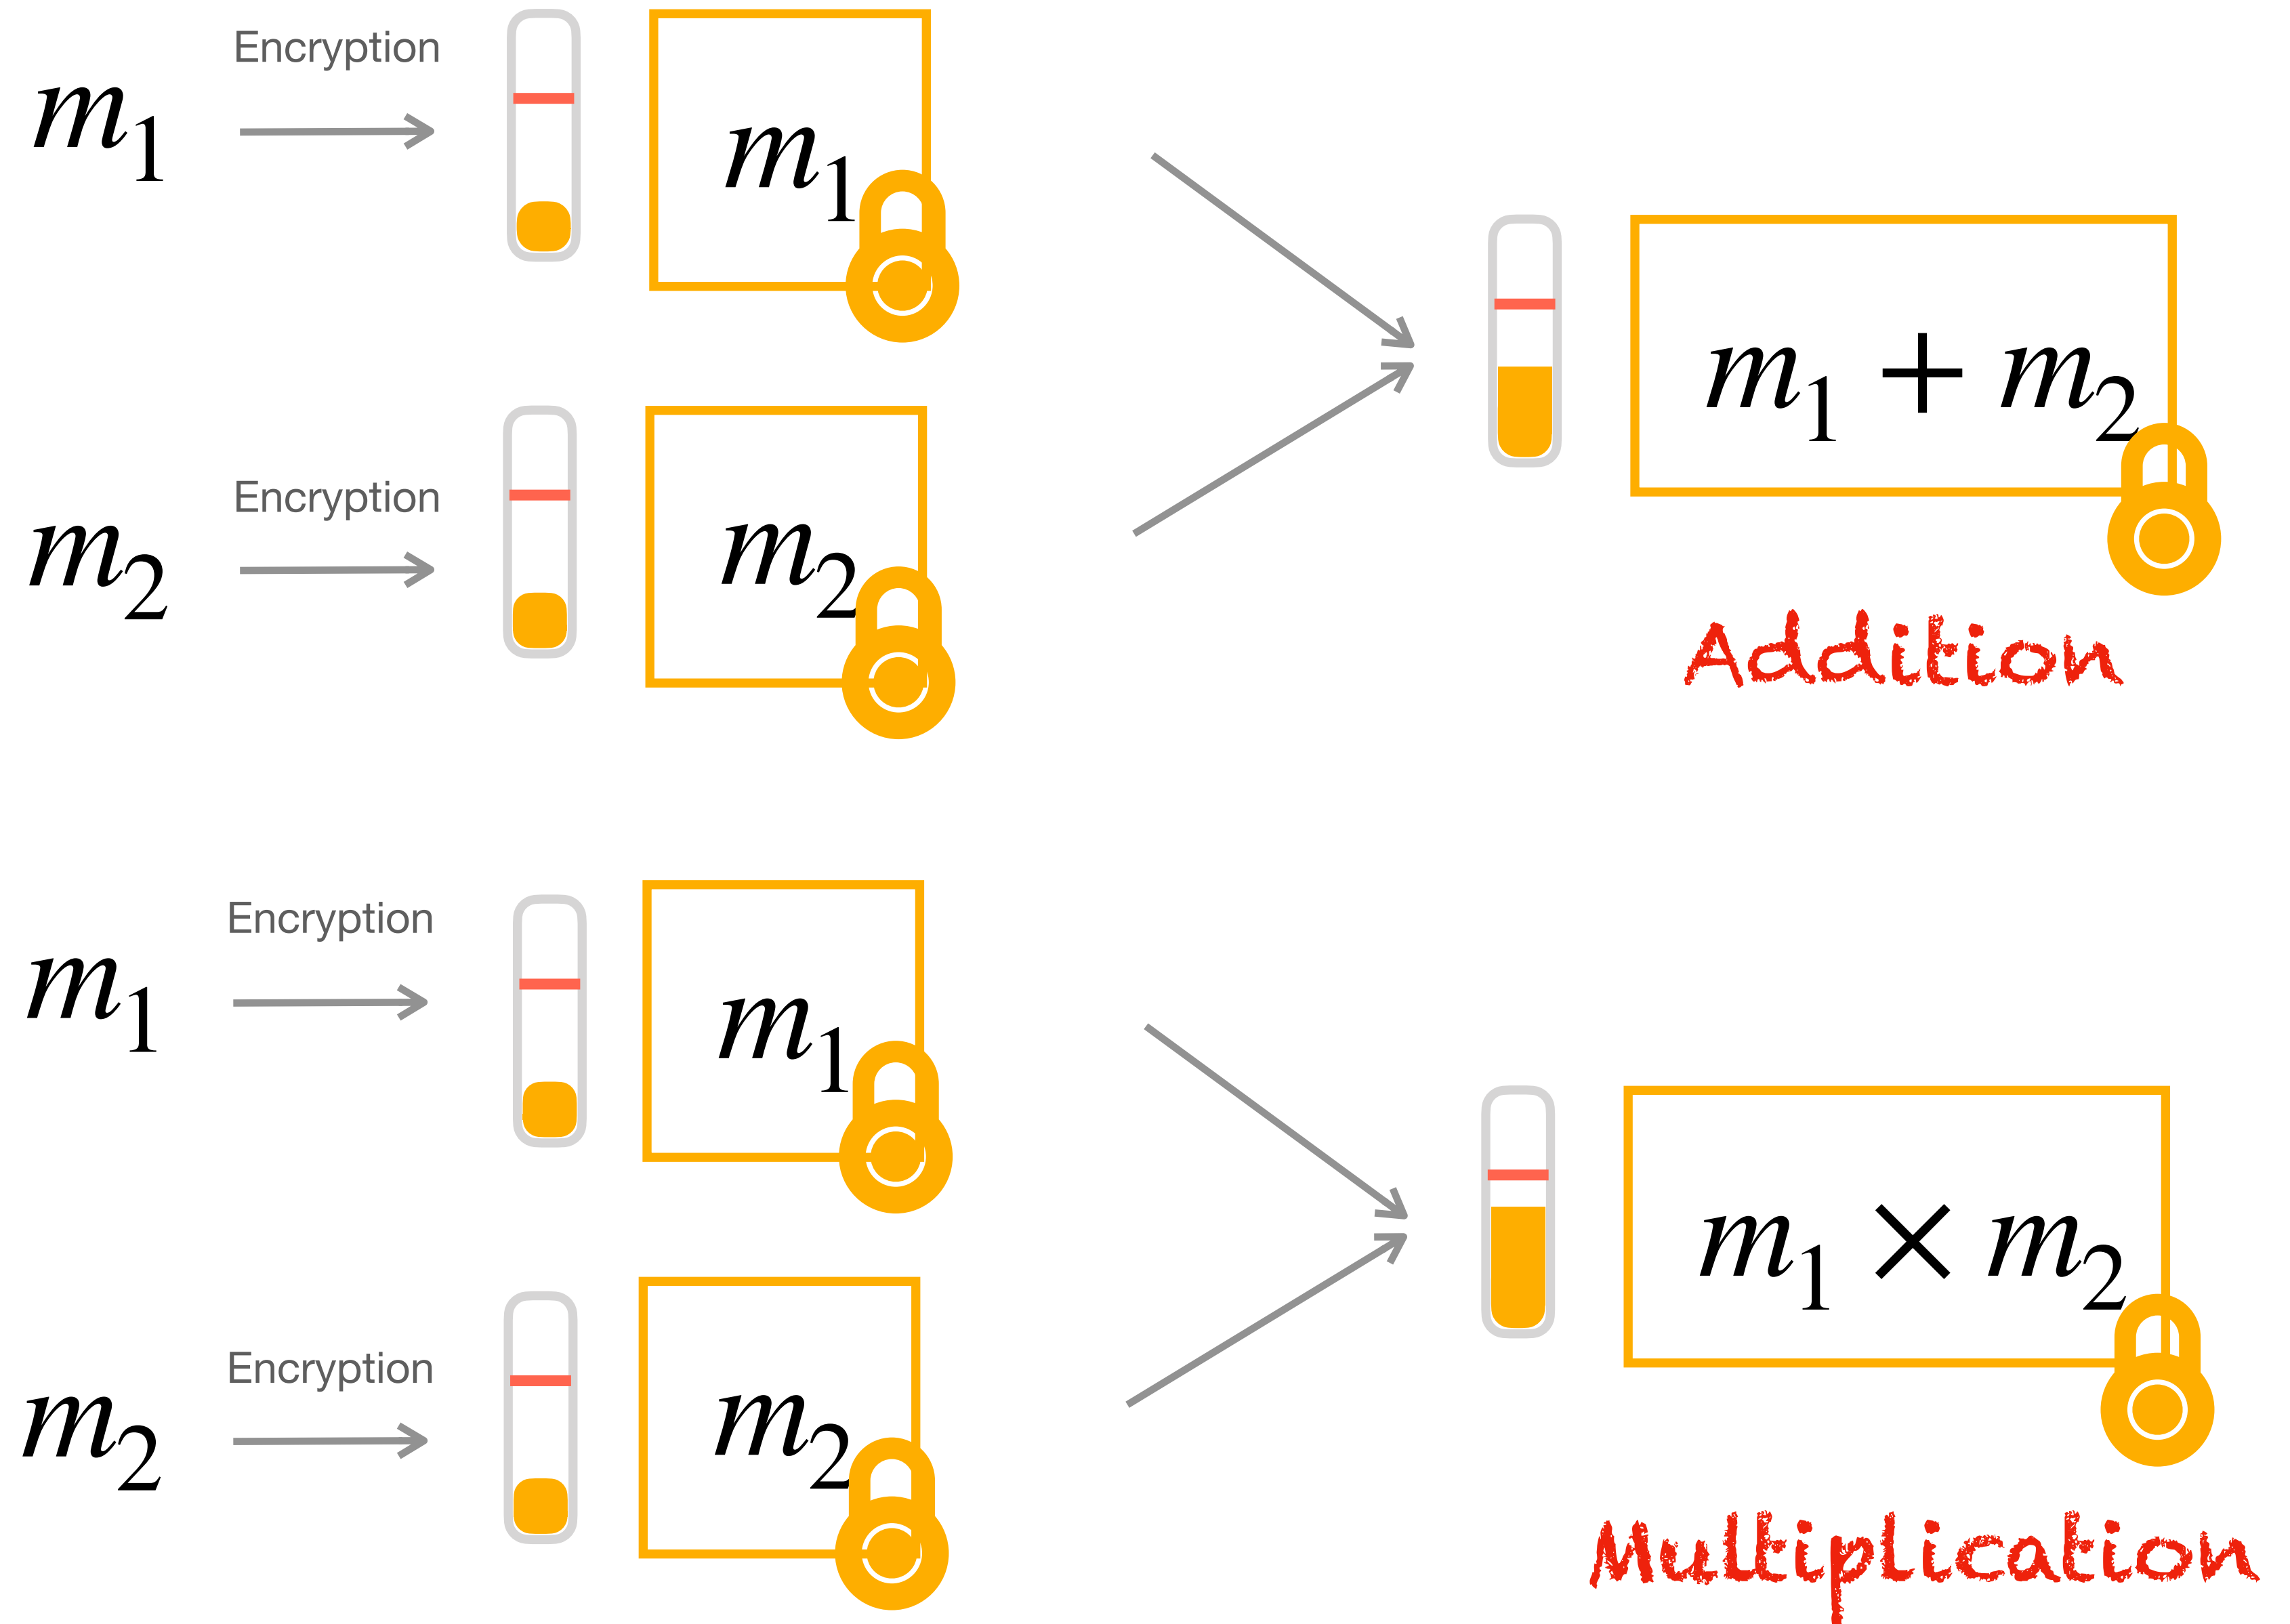 Encryption
m₁
m₁
Encryption
m₂
m₂
m₁ + m₂
Addition
Encryption
m₁
m₁
Encryption
m₂
m₂
m₁ × m₂
Multiplication